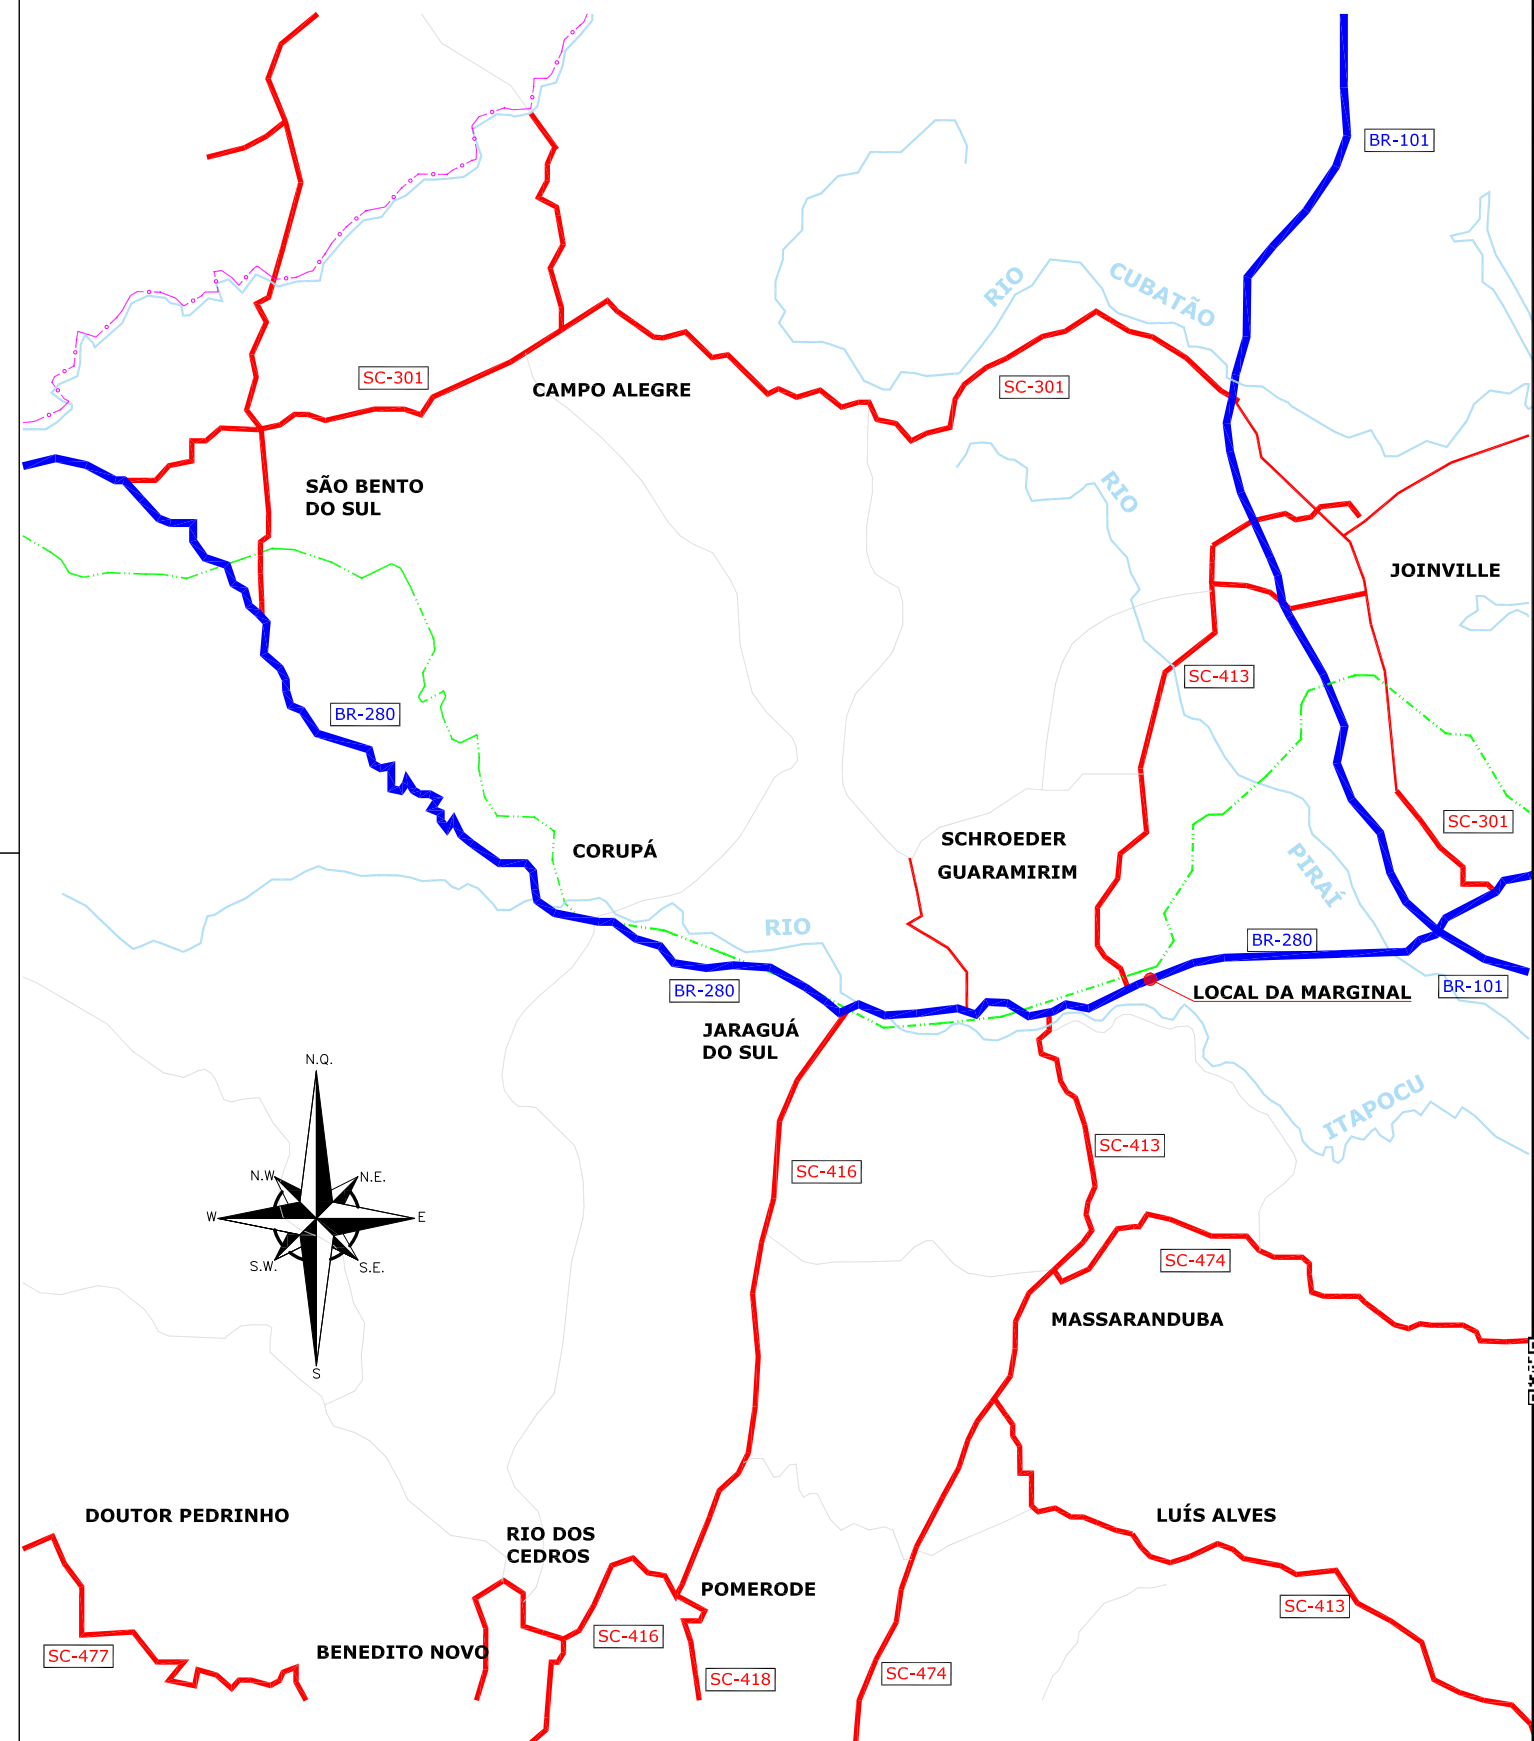 BR-101
RIO
CUBATÃO
SC-301
CAMPO ALEGRE
SC-301
SÃO BENTO
DO SUL
RIO
JOINVILLE
SC-413
BR-280
SC-301
SCHROEDER
CORUPÁ
GUARAMIRIM
PIRAÍ
RIO
BR-280
BR-280
LOCAL DA MARGINAL
BR-101
JARAGUÁ
DO SUL
N.Q.
ITAPOCU
SC-413
SC-416
N.W.
N.E.
W
E
S.W.
S.E.
SC-474
MASSARANDUBA
S
DOUTOR PEDRINHO
LUÍS ALVES
RIO DOS
CEDROS
POMERODE
SC-413
SC-416
BENEDITO NOVO
SC-477
SC-474
SC-418